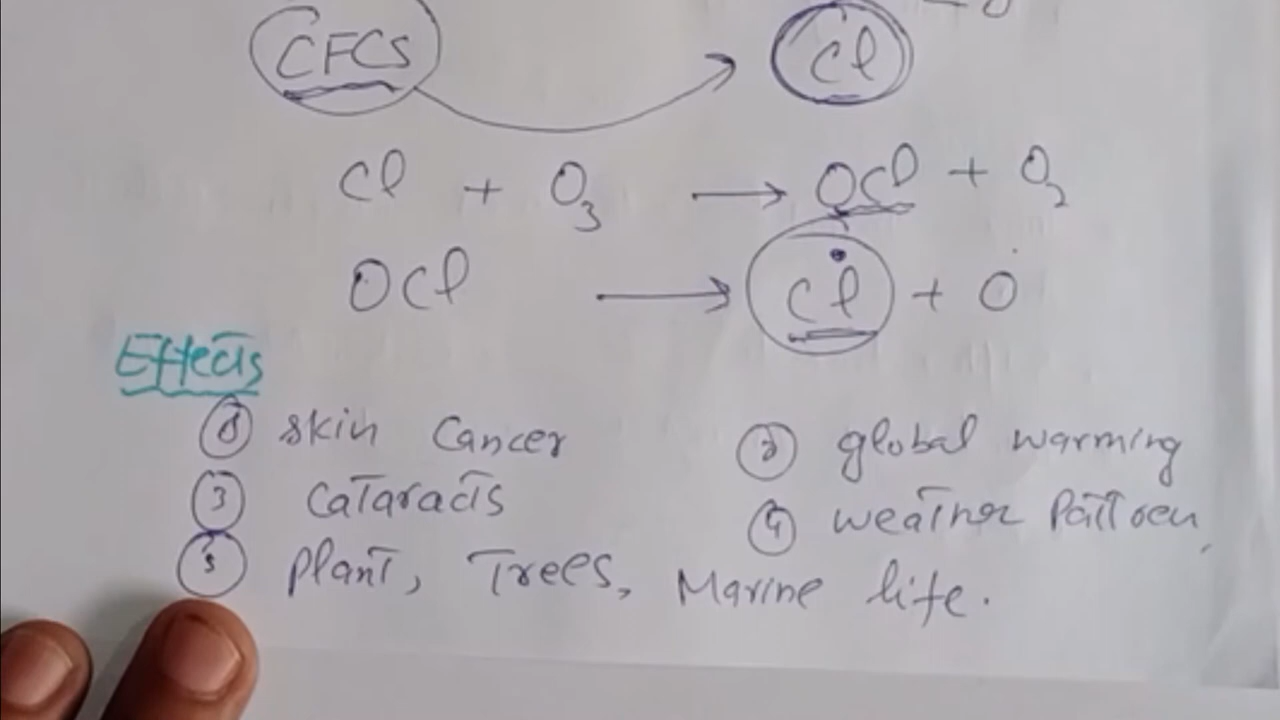 CFCS Cl
Cl + O3 → OCl + O2
OCl → Cl + O
Effects
① skin Cancer ② global warming
③ Cataracts ④ weather Pattern,
⑤ Plant, Trees, Marine life.